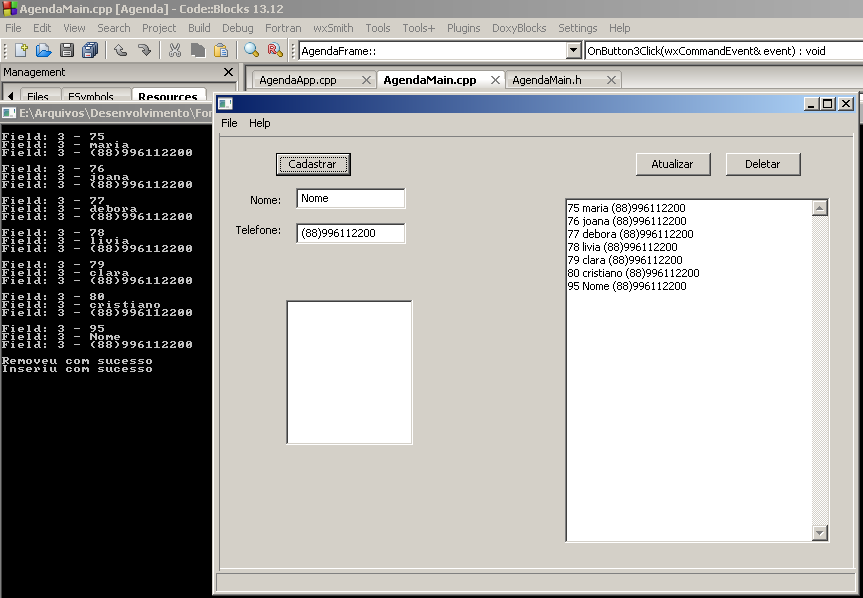 AgendaMain.cpp [Agenda] - Code::Blocks 13.12
File Edit View Search Project Build Debug Fortran wxSmith Tools Tools+ Plugins DoxyBlocks Settings Help
AgendaFrame:: OnButton3Click(wxCommandEvent& event) : void
Management
AgendaApp.cpp AgendaMain.cpp AgendaMain.h
Files FSymbols Resources
E:\Arquivos\Desenvolvimento\For
Field: 3 - 75
Field: 3 - maria
Field: 3 - (88)996112200
Field: 3 - 76
Field: 3 - joana
Field: 3 - (88)996112200
Field: 3 - 77
Field: 3 - debora
Field: 3 - (88)996112200
Field: 3 - 78
Field: 3 - livia
Field: 3 - (88)996112200
Field: 3 - 79
Field: 3 - clara
Field: 3 - (88)996112200
Field: 3 - 80
Field: 3 - cristiano
Field: 3 - (88)996112200
Field: 3 - 95
Field: 3 - Nome
Field: 3 - (88)996112200
Removeu com sucesso
Inseriu com sucesso
File Help
Cadastrar
Nome: Nome
Telefone: (88)996112200
Atualizar Deletar
75 maria (88)996112200
76 joana (88)996112200
77 debora (88)996112200
78 livia (88)996112200
79 clara (88)996112200
80 cristiano (88)996112200
95 Nome (88)996112200